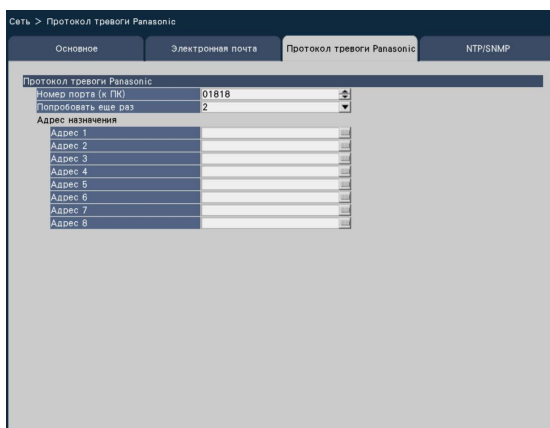 Сеть > Протокол тревоги Panasonic
Основное Электронная почта Протокол тревоги Panasonic NTP/SNMP
Протокол тревоги Panasonic
Номер порта (к ПК) 01818
Попробовать еще раз 2
Адрес назначения
Адрес 1
Адрес 2
Адрес 3
Адрес 4
Адрес 5
Адрес 6
Адрес 7
Адрес 8